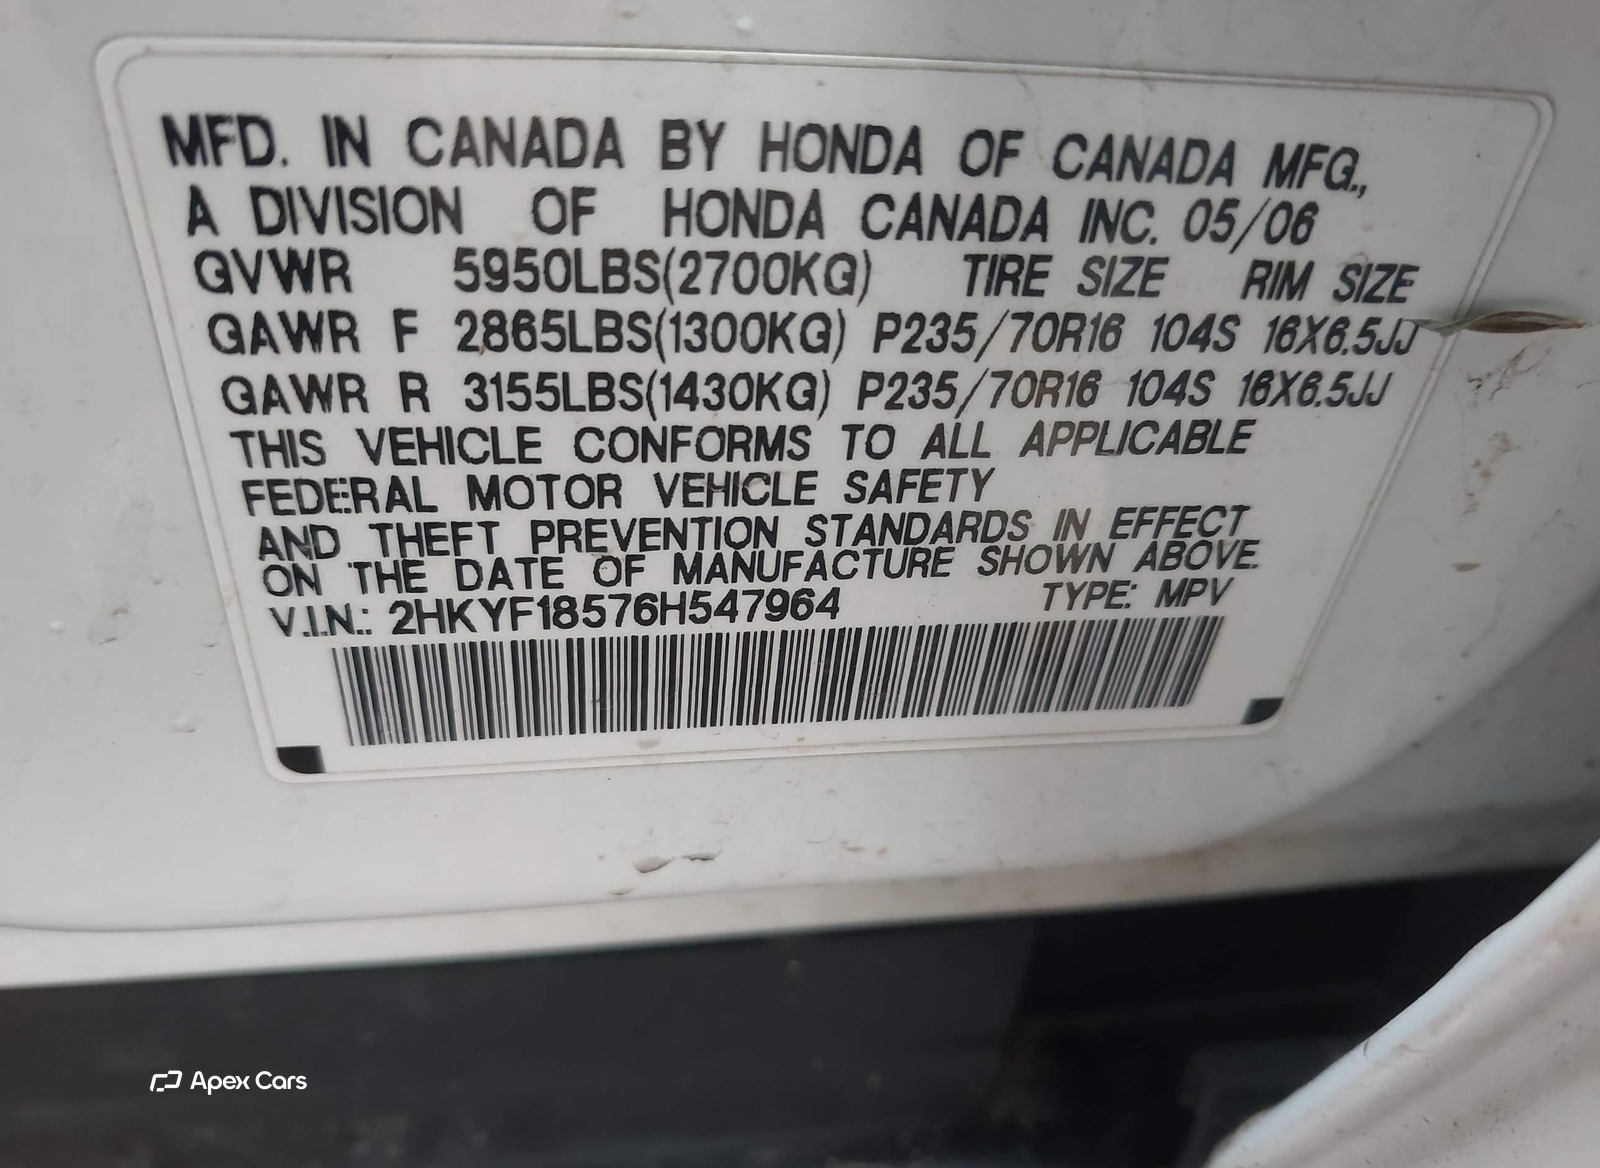 MFD. IN CANADA BY HONDA OF CANADA MFG.,
A DIVISION OF HONDA CANADA INC. 05/06
GVWR 5950LBS(2700KG) TIRE SIZE RIM SIZE
GAWR F 2865LBS(1300KG) P235/70R16 104S 16X6.5JJ
GAWR R 3155LBS(1430KG) P235/70R16 104S 16X6.5JJ
THIS VEHICLE CONFORMS TO ALL APPLICABLE
FEDERAL MOTOR VEHICLE SAFETY
AND THEFT PREVENTION STANDARDS IN EFFECT
ON THE DATE OF MANUFACTURE SHOWN ABOVE.
V.I.N.: 2HKYF18576H547964 TYPE: MPV
Apex Cars